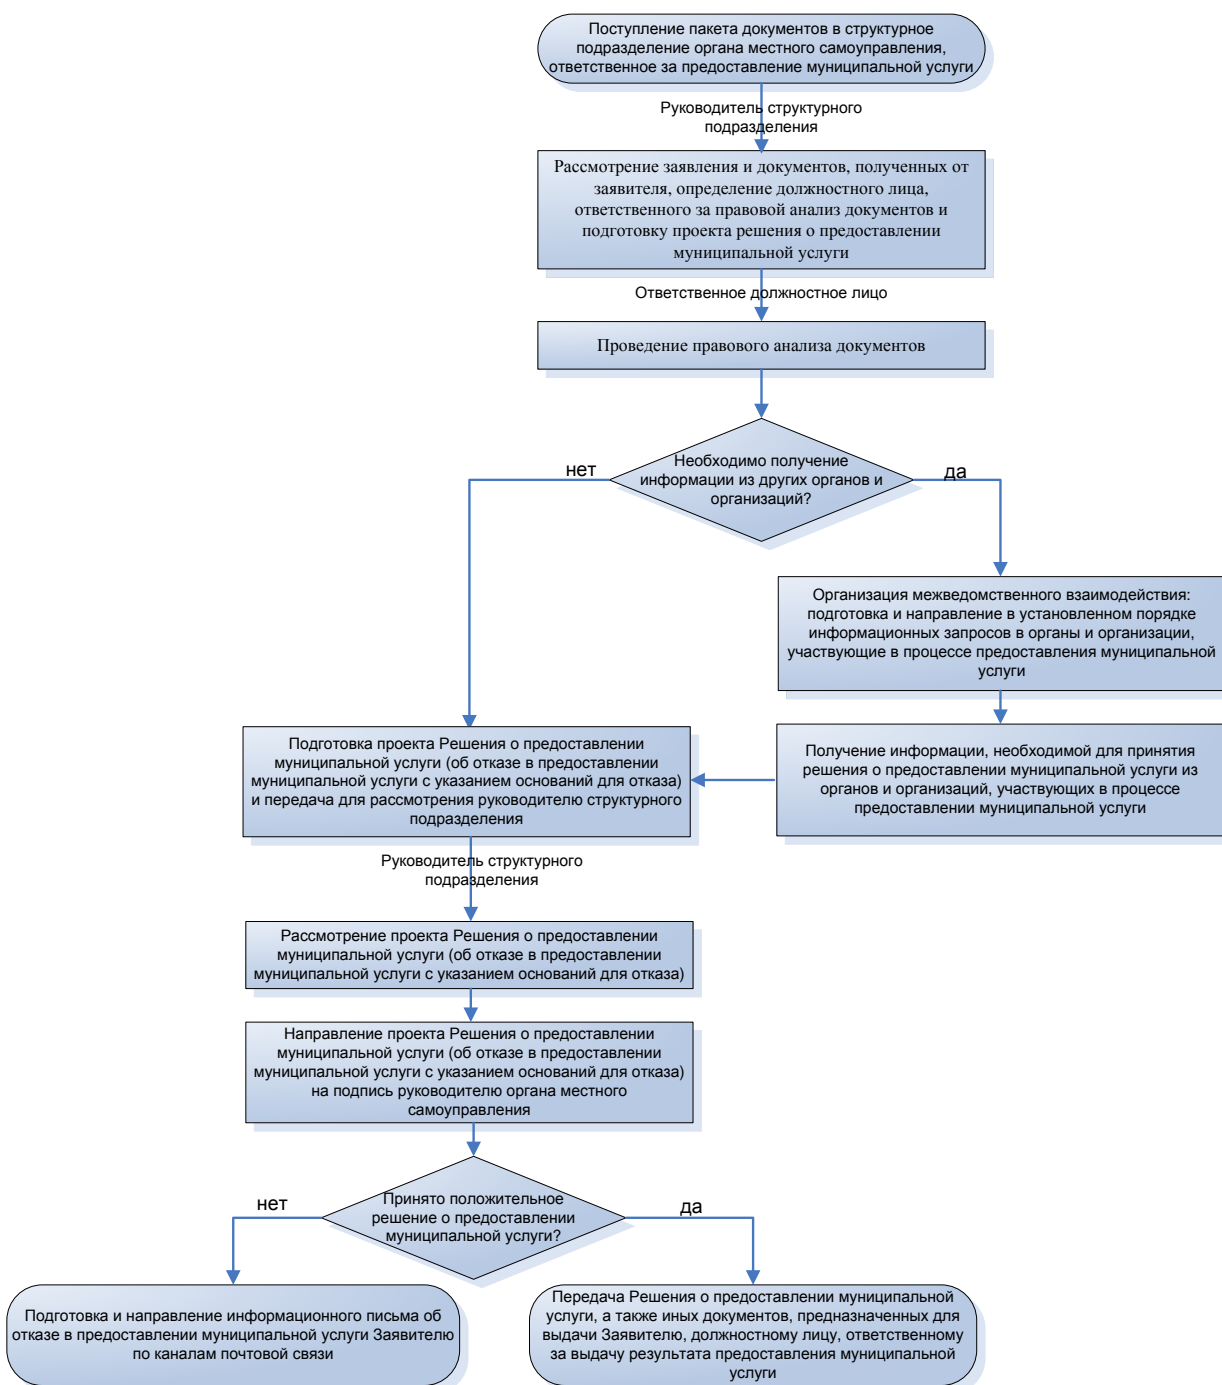 Поступление пакета документов в структурное
подразделение органа местного самоуправления,
ответственное за предоставление муниципальной услуги
Руководитель структурного
подразделения
Рассмотрение заявления и документов, полученных от
заявителя, определение должностного лица,
ответственного за правовой анализ документов и
подготовку проекта решения о предоставлении
муниципальной услуги
Ответственное должностное лицо
Проведение правового анализа документов
Необходимо получение
информации из других органов и
организаций?
нет
да
Организация межведомственного взаимодействия:
подготовка и направление в установленном порядке
информационных запросов в органы и организации,
участвующие в процессе предоставления муниципальной
услуги
Подготовка проекта Решения о предоставлении
муниципальной услуги (об отказе в предоставлении
муниципальной услуги с указанием оснований для отказа)
и передача для рассмотрения руководителю структурного
подразделения
Получение информации, необходимой для принятия
решения о предоставлении муниципальной услуги из
органов и организаций, участвующих в процессе
предоставлении муниципальной услуги
Руководитель структурного
подразделения
Рассмотрение проекта Решения о предоставлении
муниципальной услуги (об отказе в предоставлении
муниципальной услуги с указанием оснований для отказа)
Направление проекта Решения о предоставлении
муниципальной услуги (об отказе в предоставлении
муниципальной услуги с указанием оснований для отказа)
на подпись руководителю органа местного
самоуправления
Принято положительное
решение о предоставлении
муниципальной услуги?
нет
да
Подготовка и направление информационного письма об
отказе в предоставлении муниципальной услуги Заявителю
по каналам почтовой связи
Передача Решения о предоставлении муниципальной
услуги, а также иных документов, предназначенных для
выдачи Заявителю, должностному лицу, ответственному
за выдачу результата предоставления муниципальной
услуги